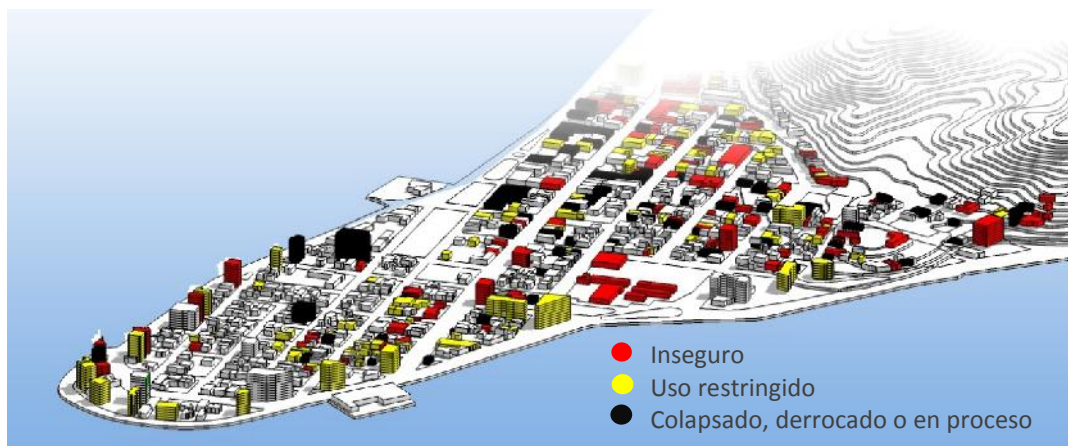 Inseguro
Uso restringido
Colapsado, derrocado o en proceso